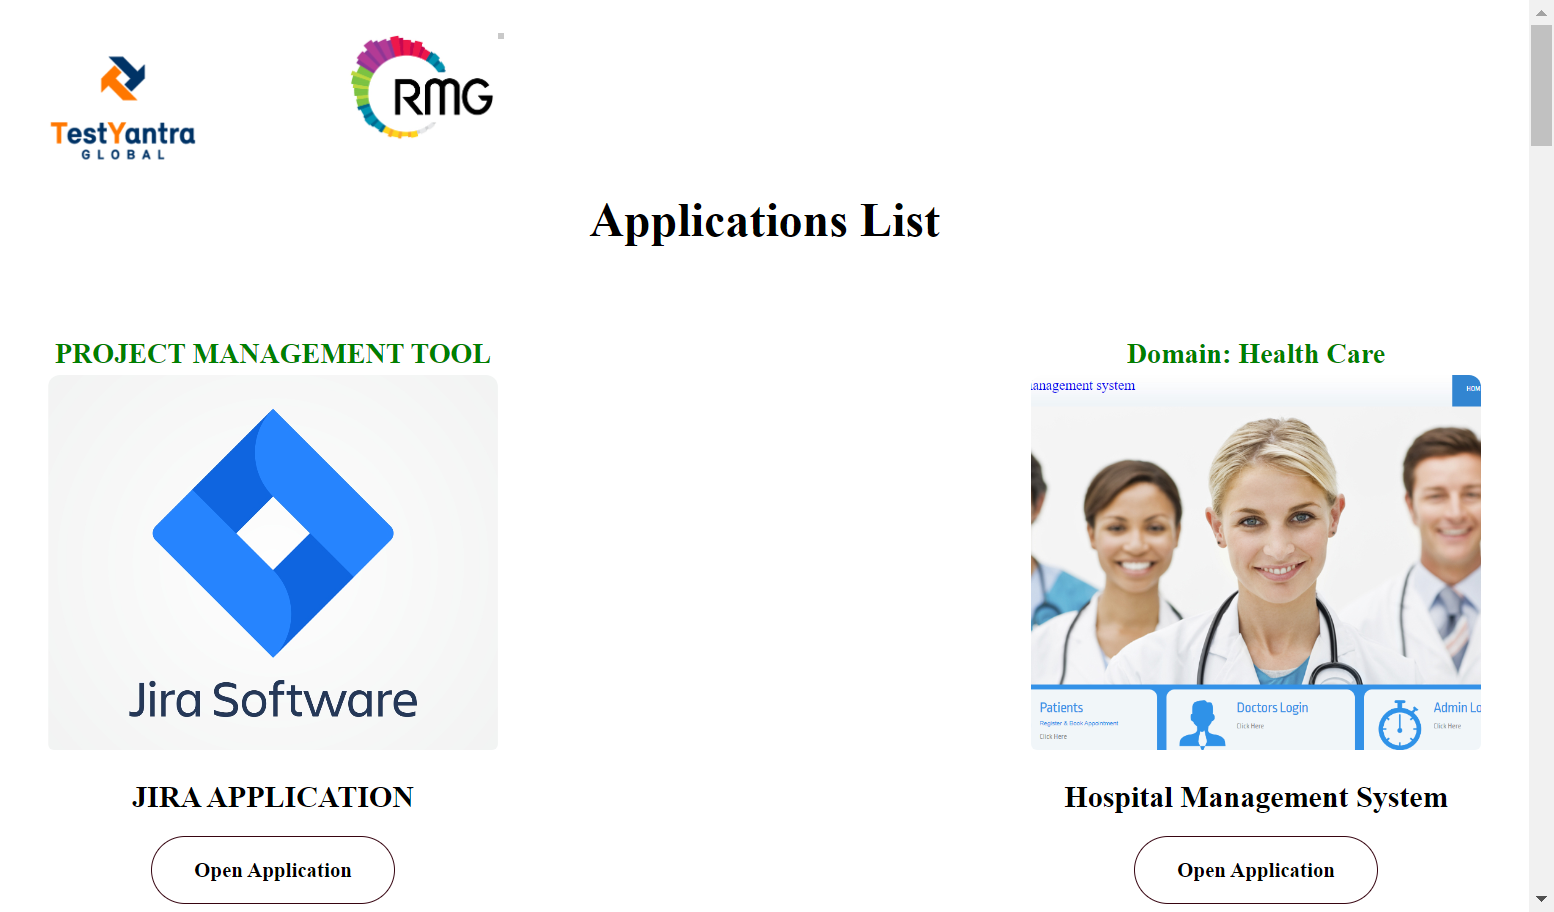 TestYantra
GLOBAL
RMG
Applications List
PROJECT MANAGEMENT TOOL
Jira Software
JIRA APPLICATION
Open Application
Domain: Health Care
anagement system
HOM
Patients
Register & Book Appointment
Click Here
Doctors Login
Click Here
Admin Lo
Click Here
Hospital Management System
Open Application